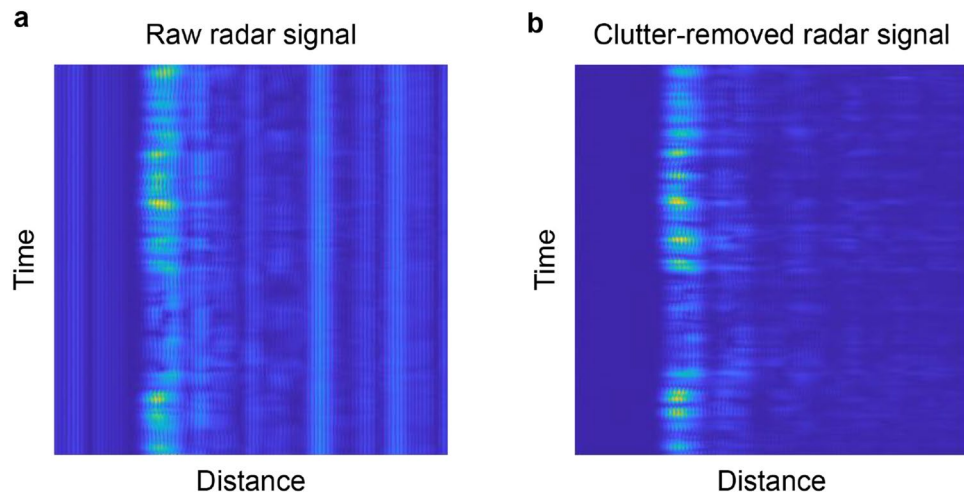 a
Raw radar signal
Time
Distance
b
Clutter-removed radar signal
Time
Distance